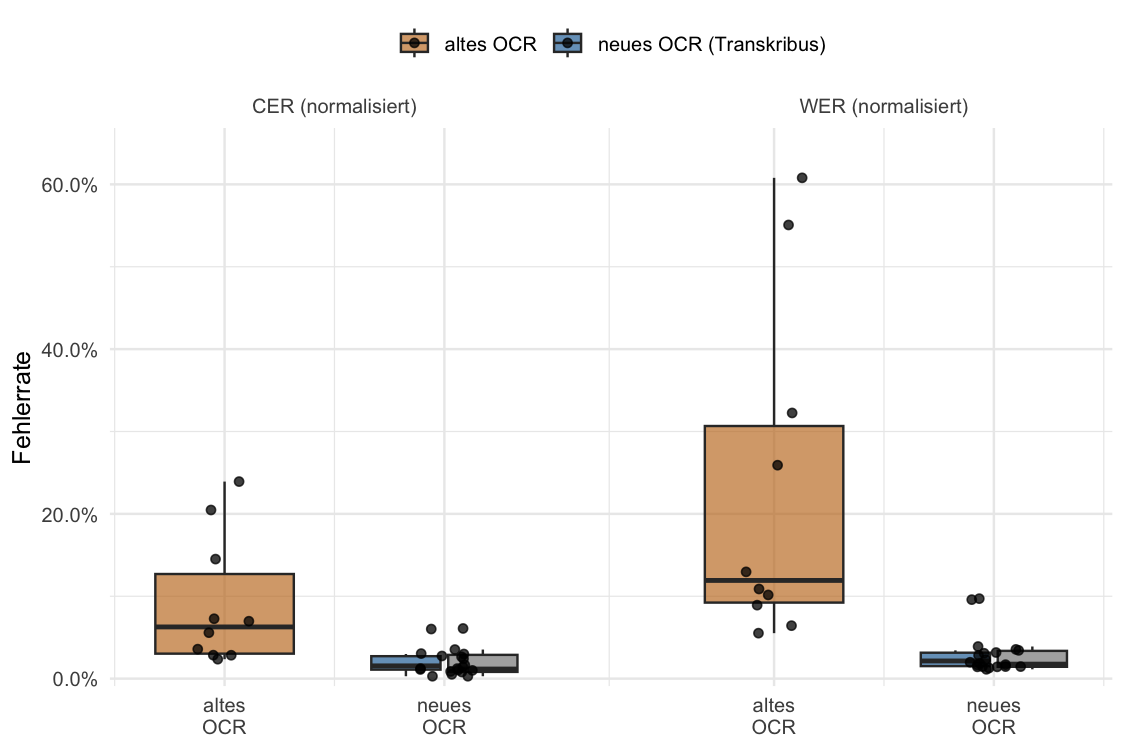 altes OCR neues OCR (Transkribus)
CER (normalisiert) WER (normalisiert)
Fehlerrate
60.0%
40.0%
20.0%
0.0%
altes neues altes neues
OCR OCR OCR OCR